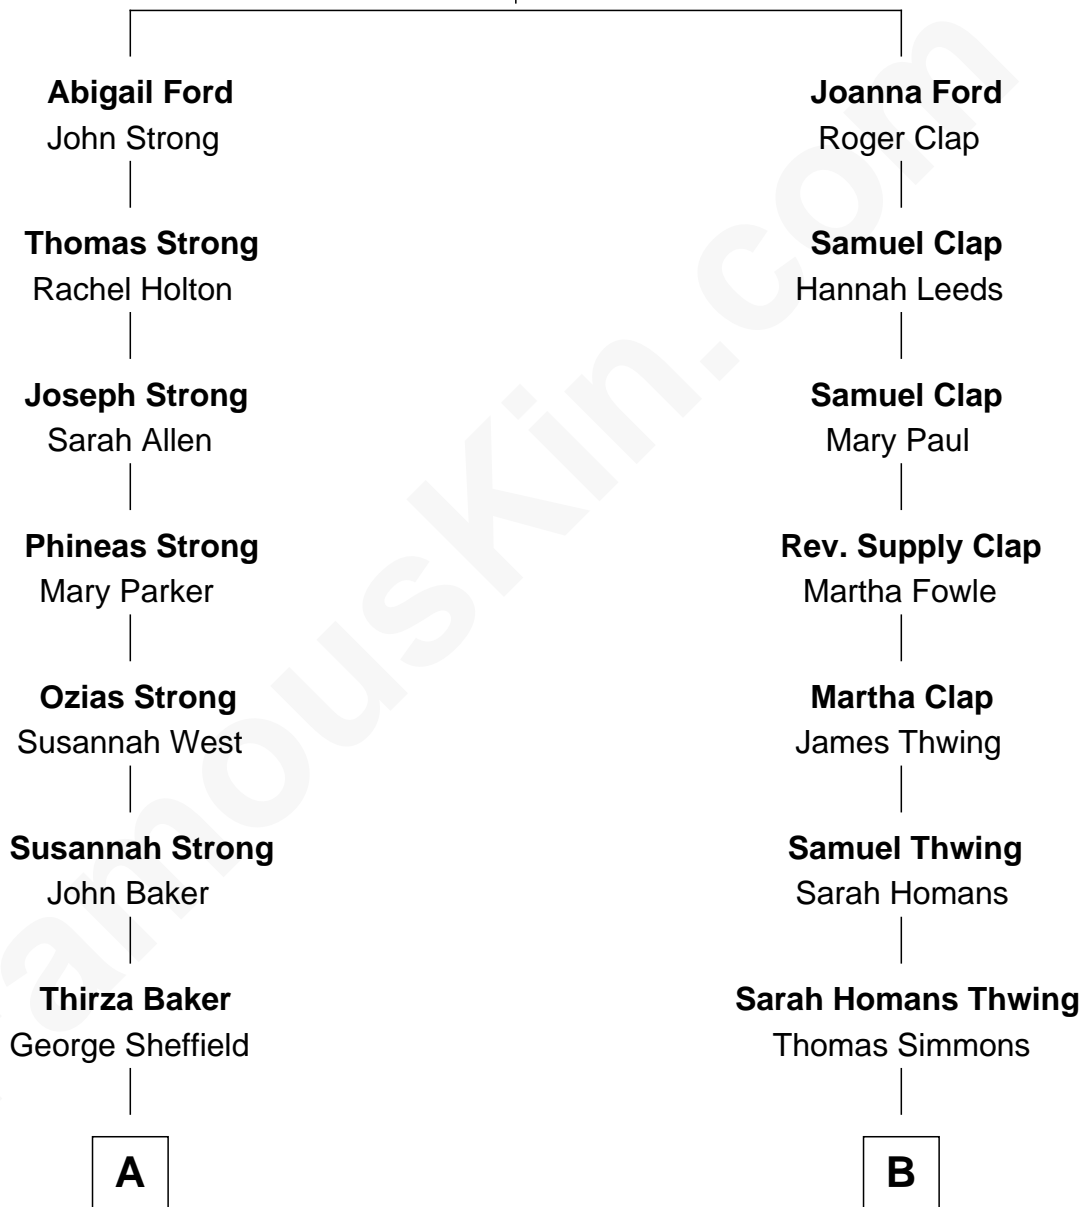 Abigail Ford
John Strong
Joanna Ford
Roger Clap
Thomas Strong
Rachel Holton
Samuel Clap
Hannah Leeds
Joseph Strong
Sarah Allen
Samuel Clap
Mary Paul
Phineas Strong
Mary Parker
Rev. Supply Clap
Martha Fowle
Ozias Strong
Susannah West
Martha Clap
James Thwing
Susannah Strong
John Baker
Samuel Thwing
Sarah Homans
Thirza Baker
George Sheffield
Sarah Homans Thwing
Thomas Simmons
A
B
amouskin.com